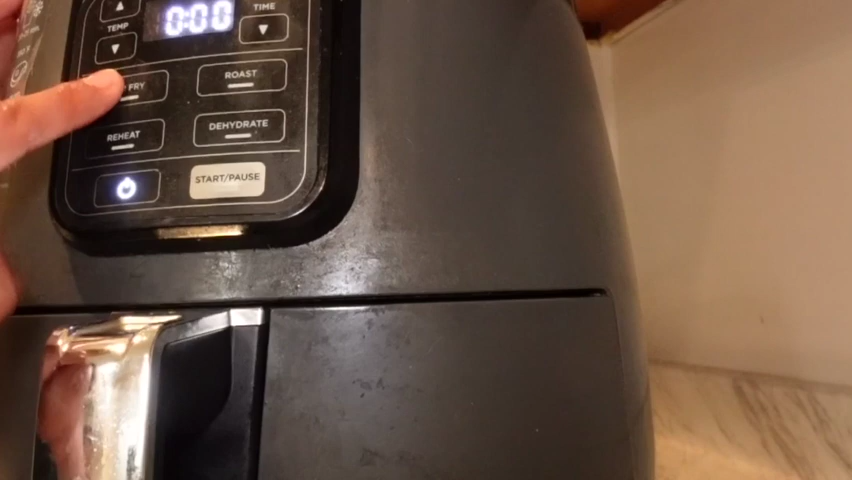 TEMP
0:00
TIME
FRY
ROAST
REHEAT
DEHYDRATE
START/PAUSE